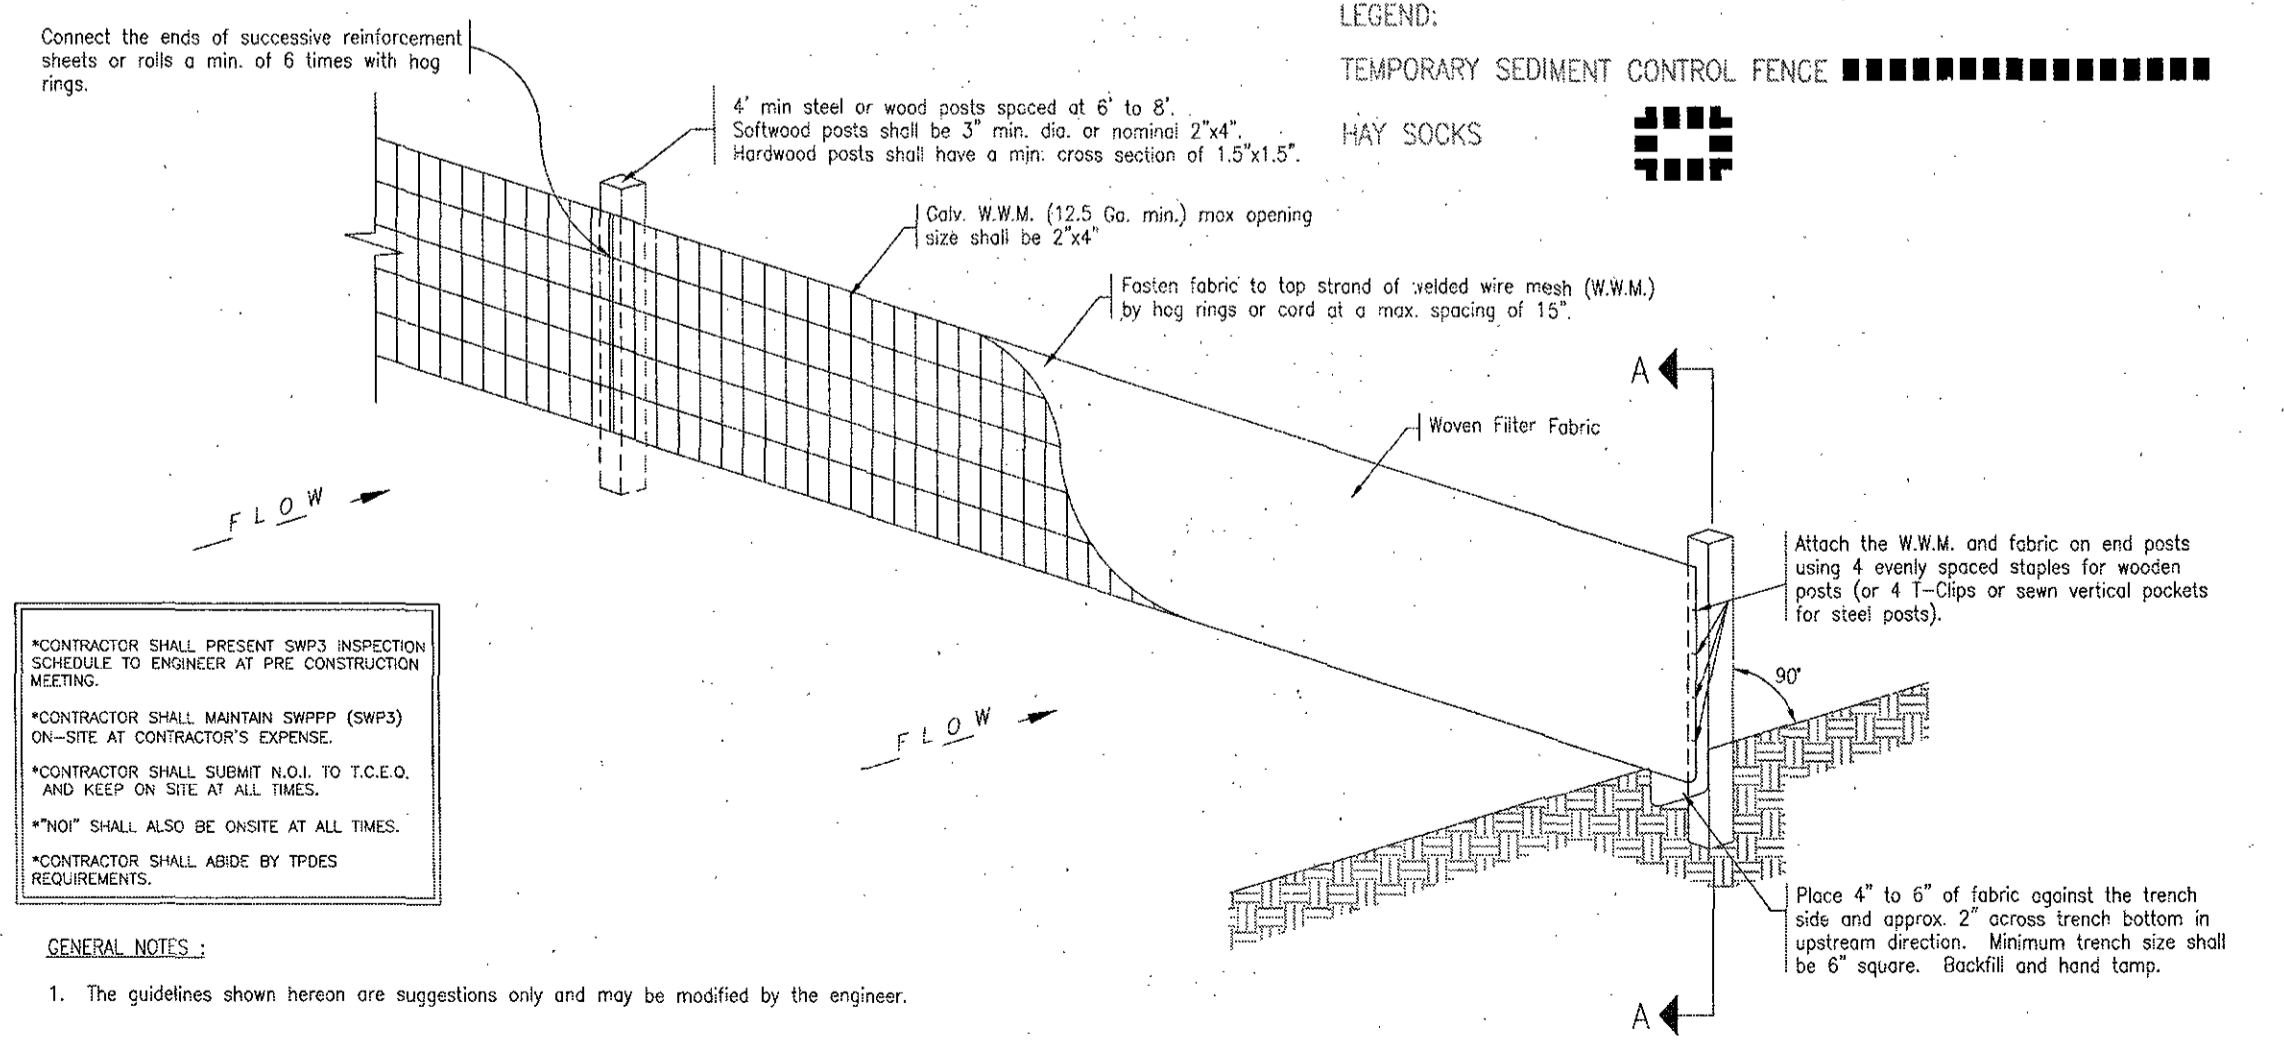 Connect the ends of successive reinforcement
sheets or rolls a min. of 6 times with hog
rings.
4' min steel or wood posts spaced at 6' to 8'.
Softwood posts shall be 3" min. dia. or nominal 2"x4".
Hardwood posts shall have a min. cross section of 1.5"x1.5".
LEGEND:
TEMPORARY SEDIMENT CONTROL FENCE
HAY SOCKS
Galv. W.W.M. (12.5 Ga. min.) max opening
size shall be 2"x4"
Fasten fabric to top strand of welded wire mesh (W.W.M.)
by hog rings or cord at a max. spacing of 15".
A
Woven Filter Fabric
FLOW
Attach the W.W.M. and fabric on end posts
using 4 evenly spaced staples for wooden
posts (or 4 T-Clips or sewn vertical pockets
for steel posts).
90°
FLOW
*CONTRACTOR SHALL PRESENT SWP3 INSPECTION
SCHEDULE TO ENGINEER AT PRE CONSTRUCTION
MEETING.
*CONTRACTOR SHALL MAINTAIN SWPPP (SWP3)
ON-SITE AT CONTRACTOR'S EXPENSE.
*CONTRACTOR SHALL SUBMIT N.O.I. TO T.C.E.Q.
AND KEEP ON SITE AT ALL TIMES.
*"NOI" SHALL ALSO BE ONSITE AT ALL TIMES.
*CONTRACTOR SHALL ABIDE BY TPDES
REQUIREMENTS.
Place 4" to 6" of fabric against the trench
side and approx. 2" across trench bottom in
upstream direction. Minimum trench size shall
be 6" square. Backfill and hand tamp.
A
GENERAL NOTES :
1. The guidelines shown hereon are suggestions only and may be modified by the engineer.